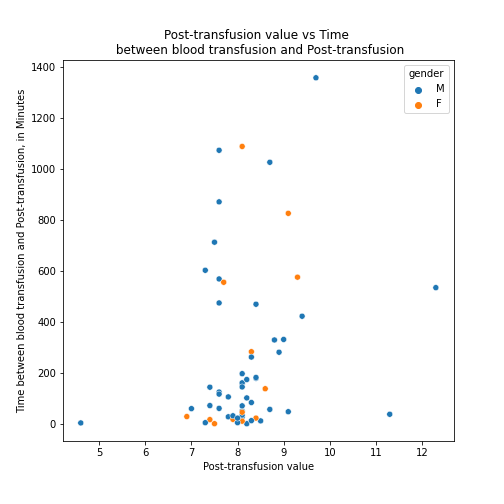 Post-transfusion value vs Time
between blood transfusion and Post-transfusion
gender
M
F
1400
1200
1000
800
600
400
200
0
Time between blood transfusion and Post-transfusion, in Minutes
5 6 7 8 9 10 11 12
Post-transfusion value